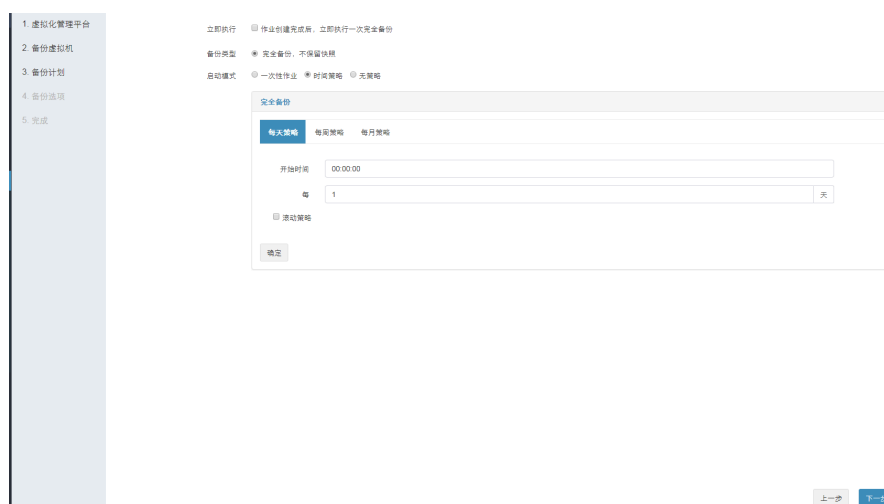 1. 虚拟化管理平台
2. 备份虚拟机
3. 备份计划
4. 备份选项
5. 完成
立即执行 作业创建完成后，立即执行一次完全备份
备份类型 完全备份，不保留快照
启动模式 一次性作业 时间策略 无策略
完全备份
每天策略 每周策略 每月策略
开始时间 00:00:00
每 1 天
滚动策略
确定
上一步 下一步